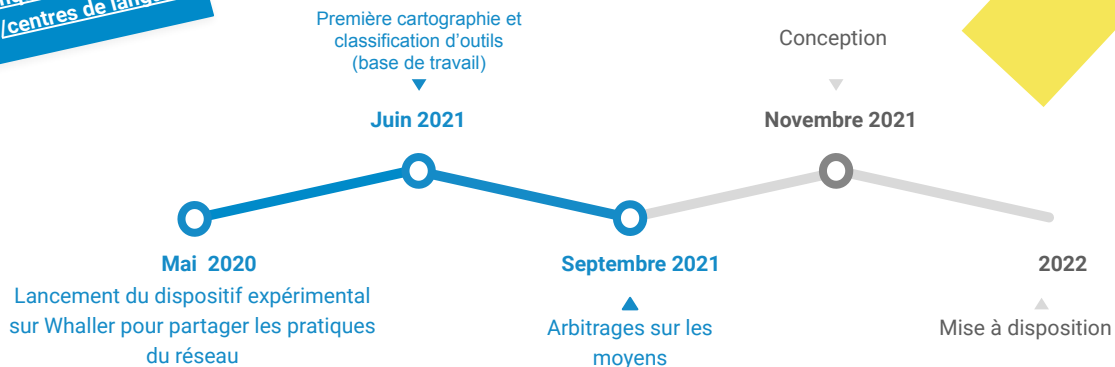 /centres de langu
Première cartographie et
classification d’outils
(base de travail)
Juin 2021
Conception
Novembre 2021
Mai 2020
Lancement du dispositif expérimental
sur Whaller pour partager les pratiques
du réseau
Septembre 2021
Arbitrages sur les
moyens
2022
Mise à disposition